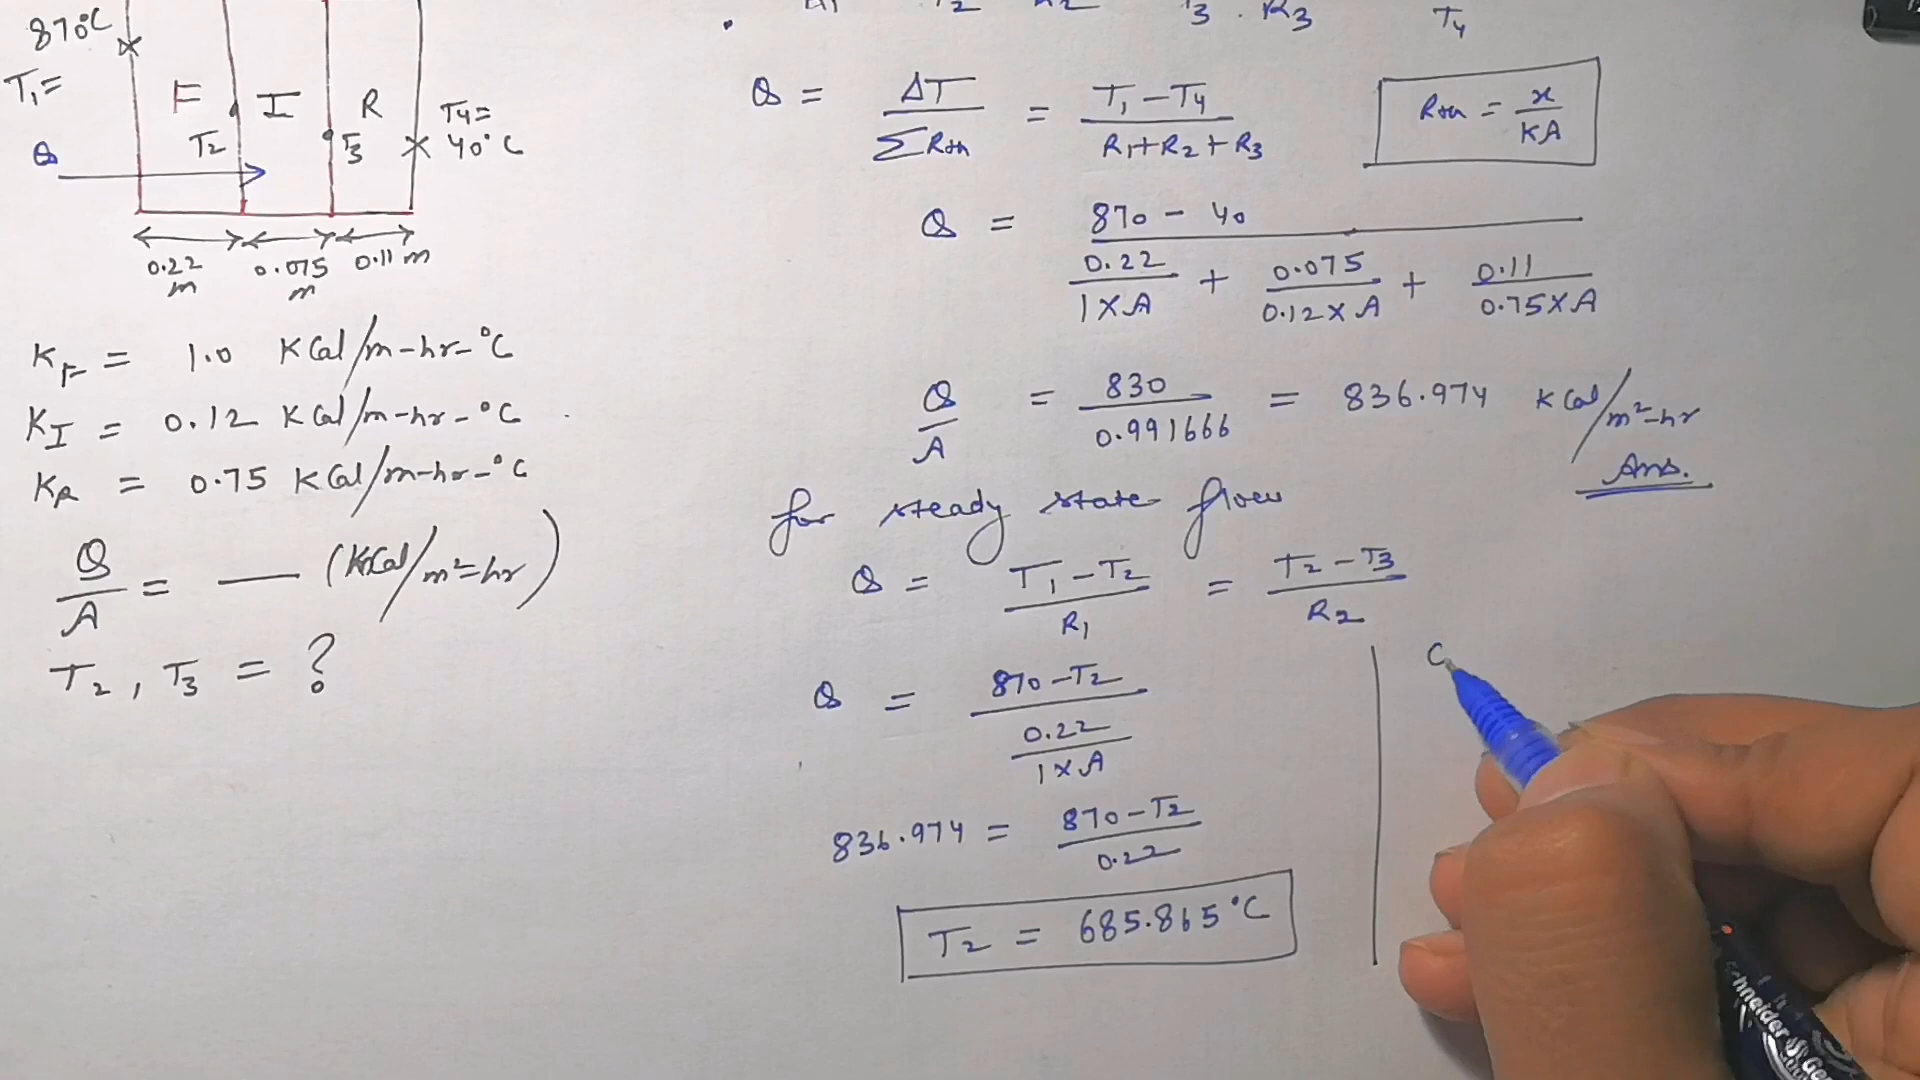 870°C
T₁=
F I R
T₂ T₃
T₄=
40°C
Q
0.22 m 0.075 m 0.11 m
K_F = 1.0 KCal/m-hr-°C
K_I = 0.12 KCal/m-hr-°C
K_R = 0.75 KCal/m-hr-°C
Q/A = — (KCal/m²-hr)
T₂, T₃ = ?
T₃ . R₃ T₄
Q = ΔT/ΣRth = (T₁-T₄)/(R₁+R₂+R₃)
Rth = x/KA
Q = (870 - 40)/(0.22/(1×A) + 0.075/(0.12×A) + 0.11/(0.75×A))
Q/A = 830/0.991666 = 836.974 KCal/m²-hr
Ans.
for steady state flow
Q = (T₁-T₂)/R₁ = (T₂-T₃)/R₂
Q = (870-T₂)/(0.22/(1×A))
836.974 = (870-T₂)/0.22
T₂ = 685.865°C